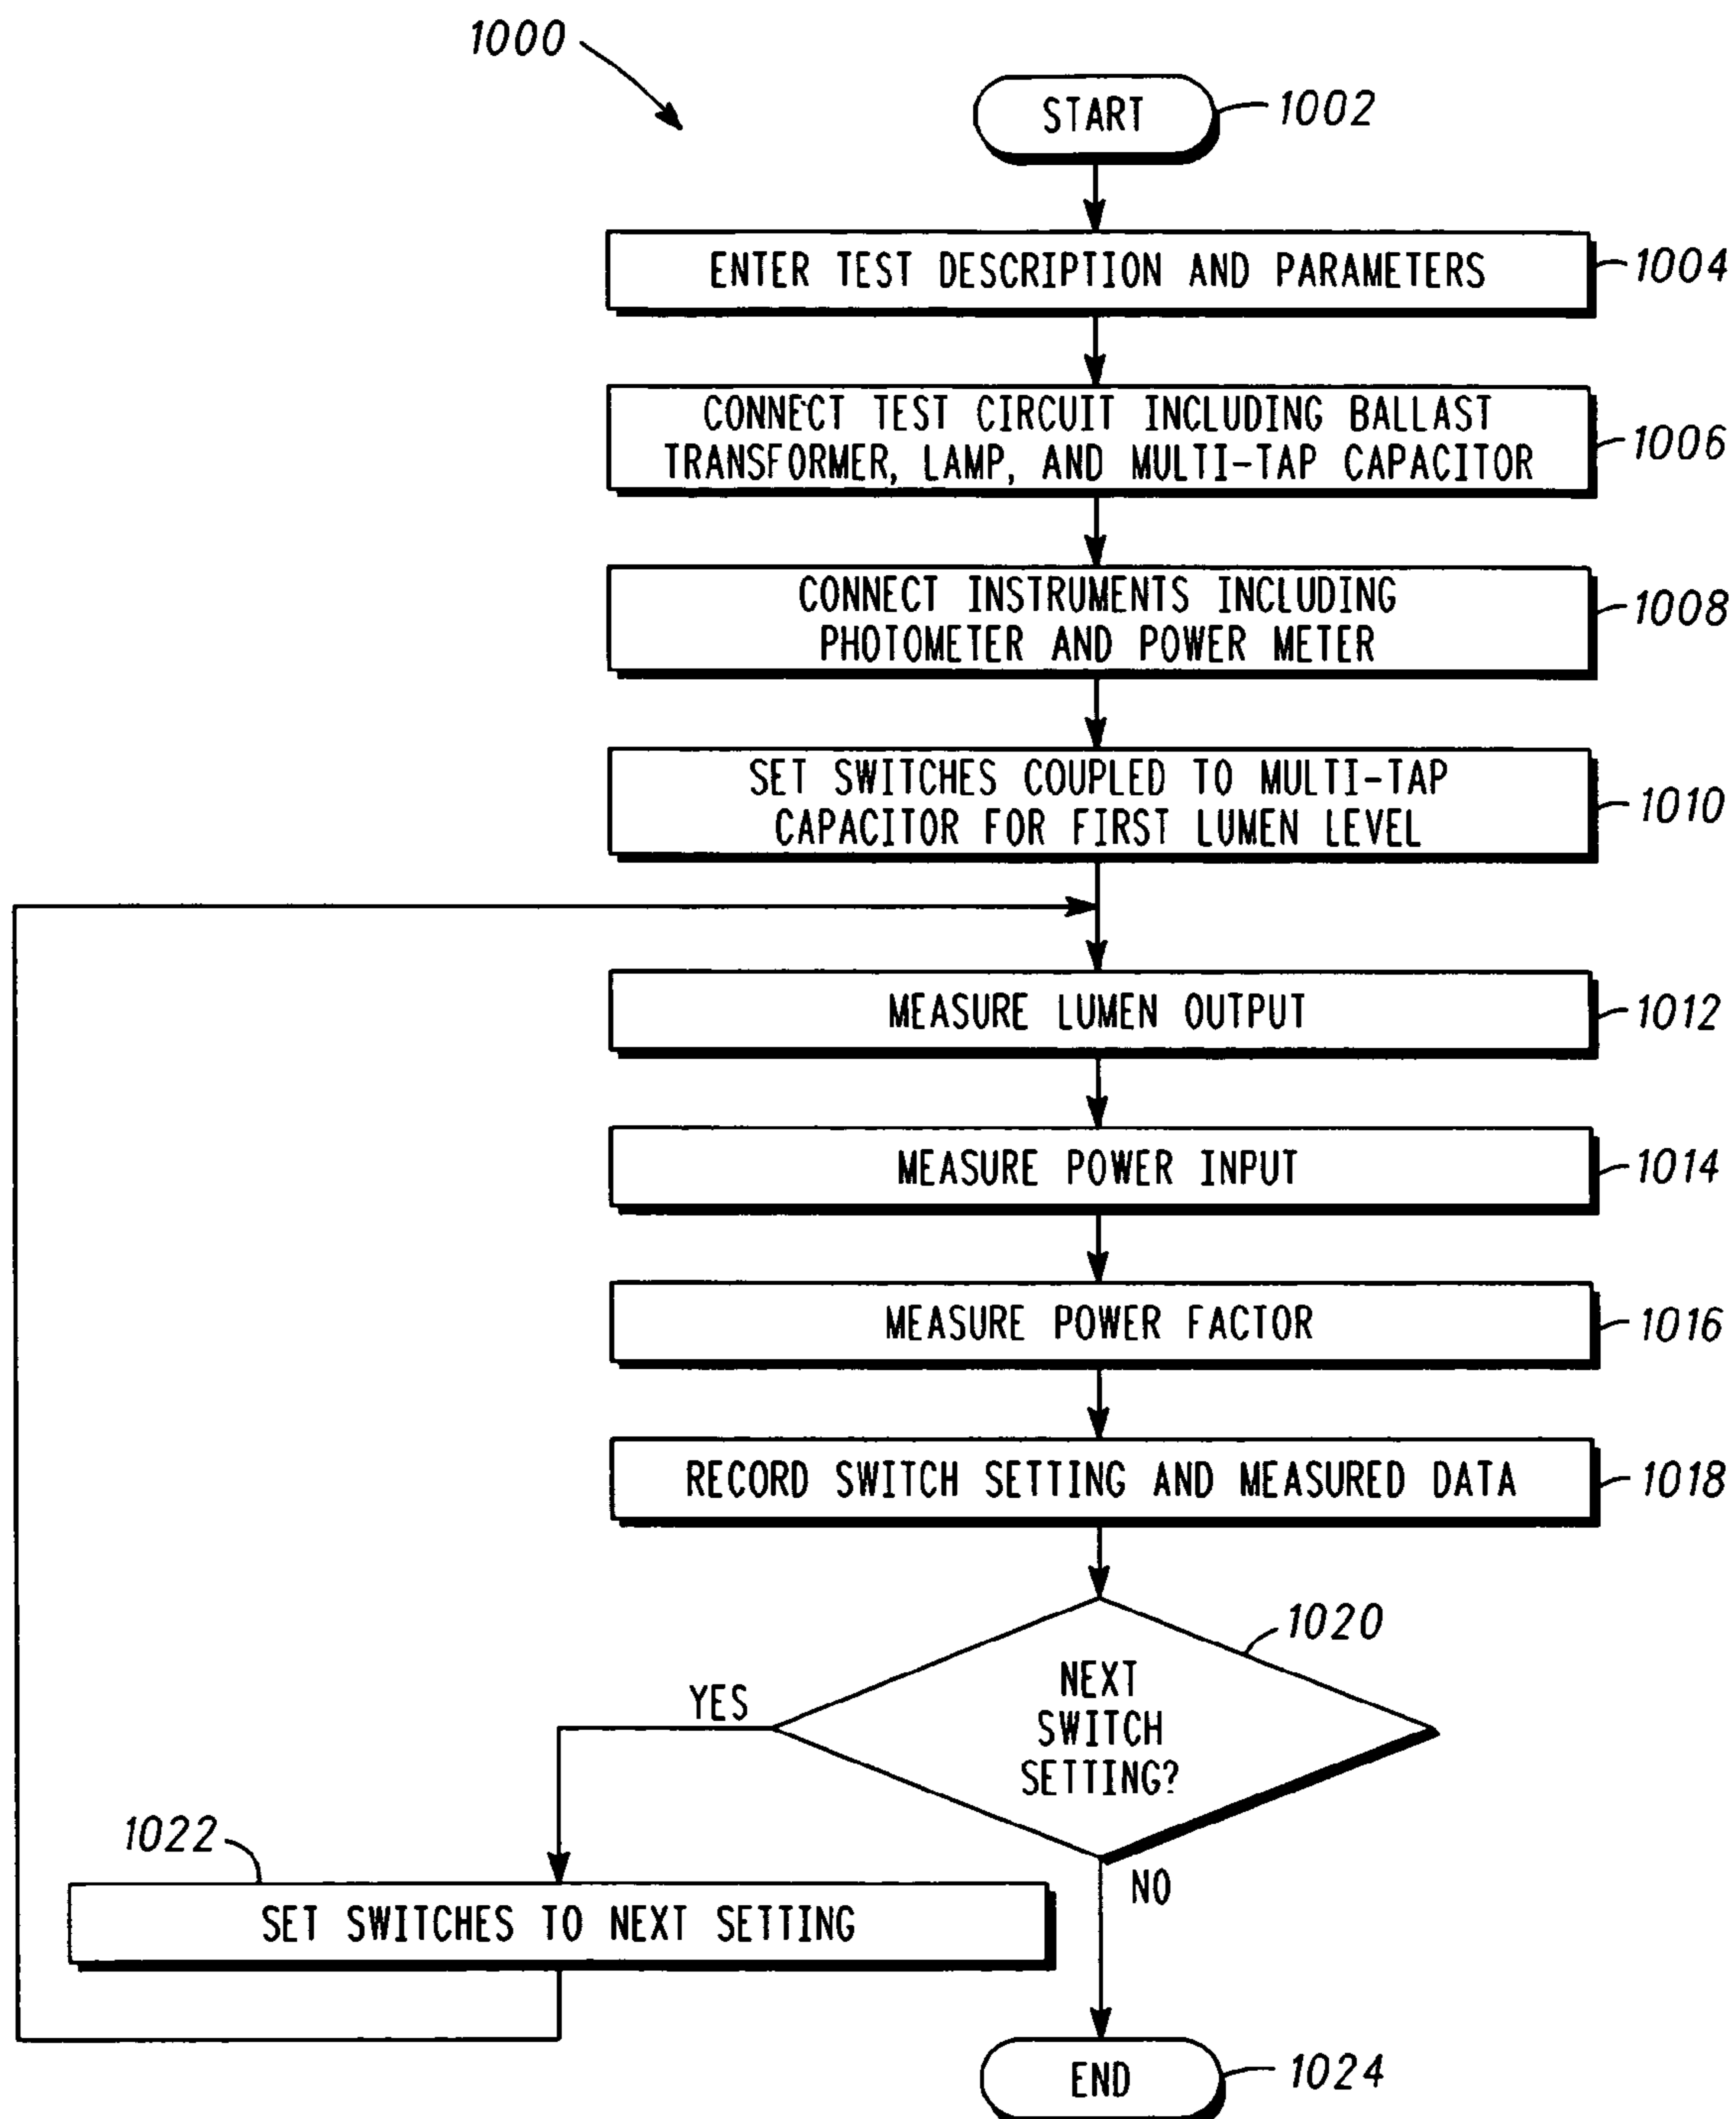 1000
START
1002
ENTER TEST DESCRIPTION AND PARAMETERS
1004
CONNECT TEST CIRCUIT INCLUDING BALLAST
TRANSFORMER, LAMP, AND MULTI-TAP CAPACITOR
1006
CONNECT INSTRUMENTS INCLUDING
PHOTOMETER AND POWER METER
1008
SET SWITCHES COUPLED TO MULTI-TAP
CAPACITOR FOR FIRST LUMEN LEVEL
1010
MEASURE LUMEN OUTPUT
1012
MEASURE POWER INPUT
1014
MEASURE POWER FACTOR
1016
RECORD SWITCH SETTING AND MEASURED DATA
1018
1020
NEXT
SWITCH
SETTING?
YES
NO
1022
SET SWITCHES TO NEXT SETTING
END
1024